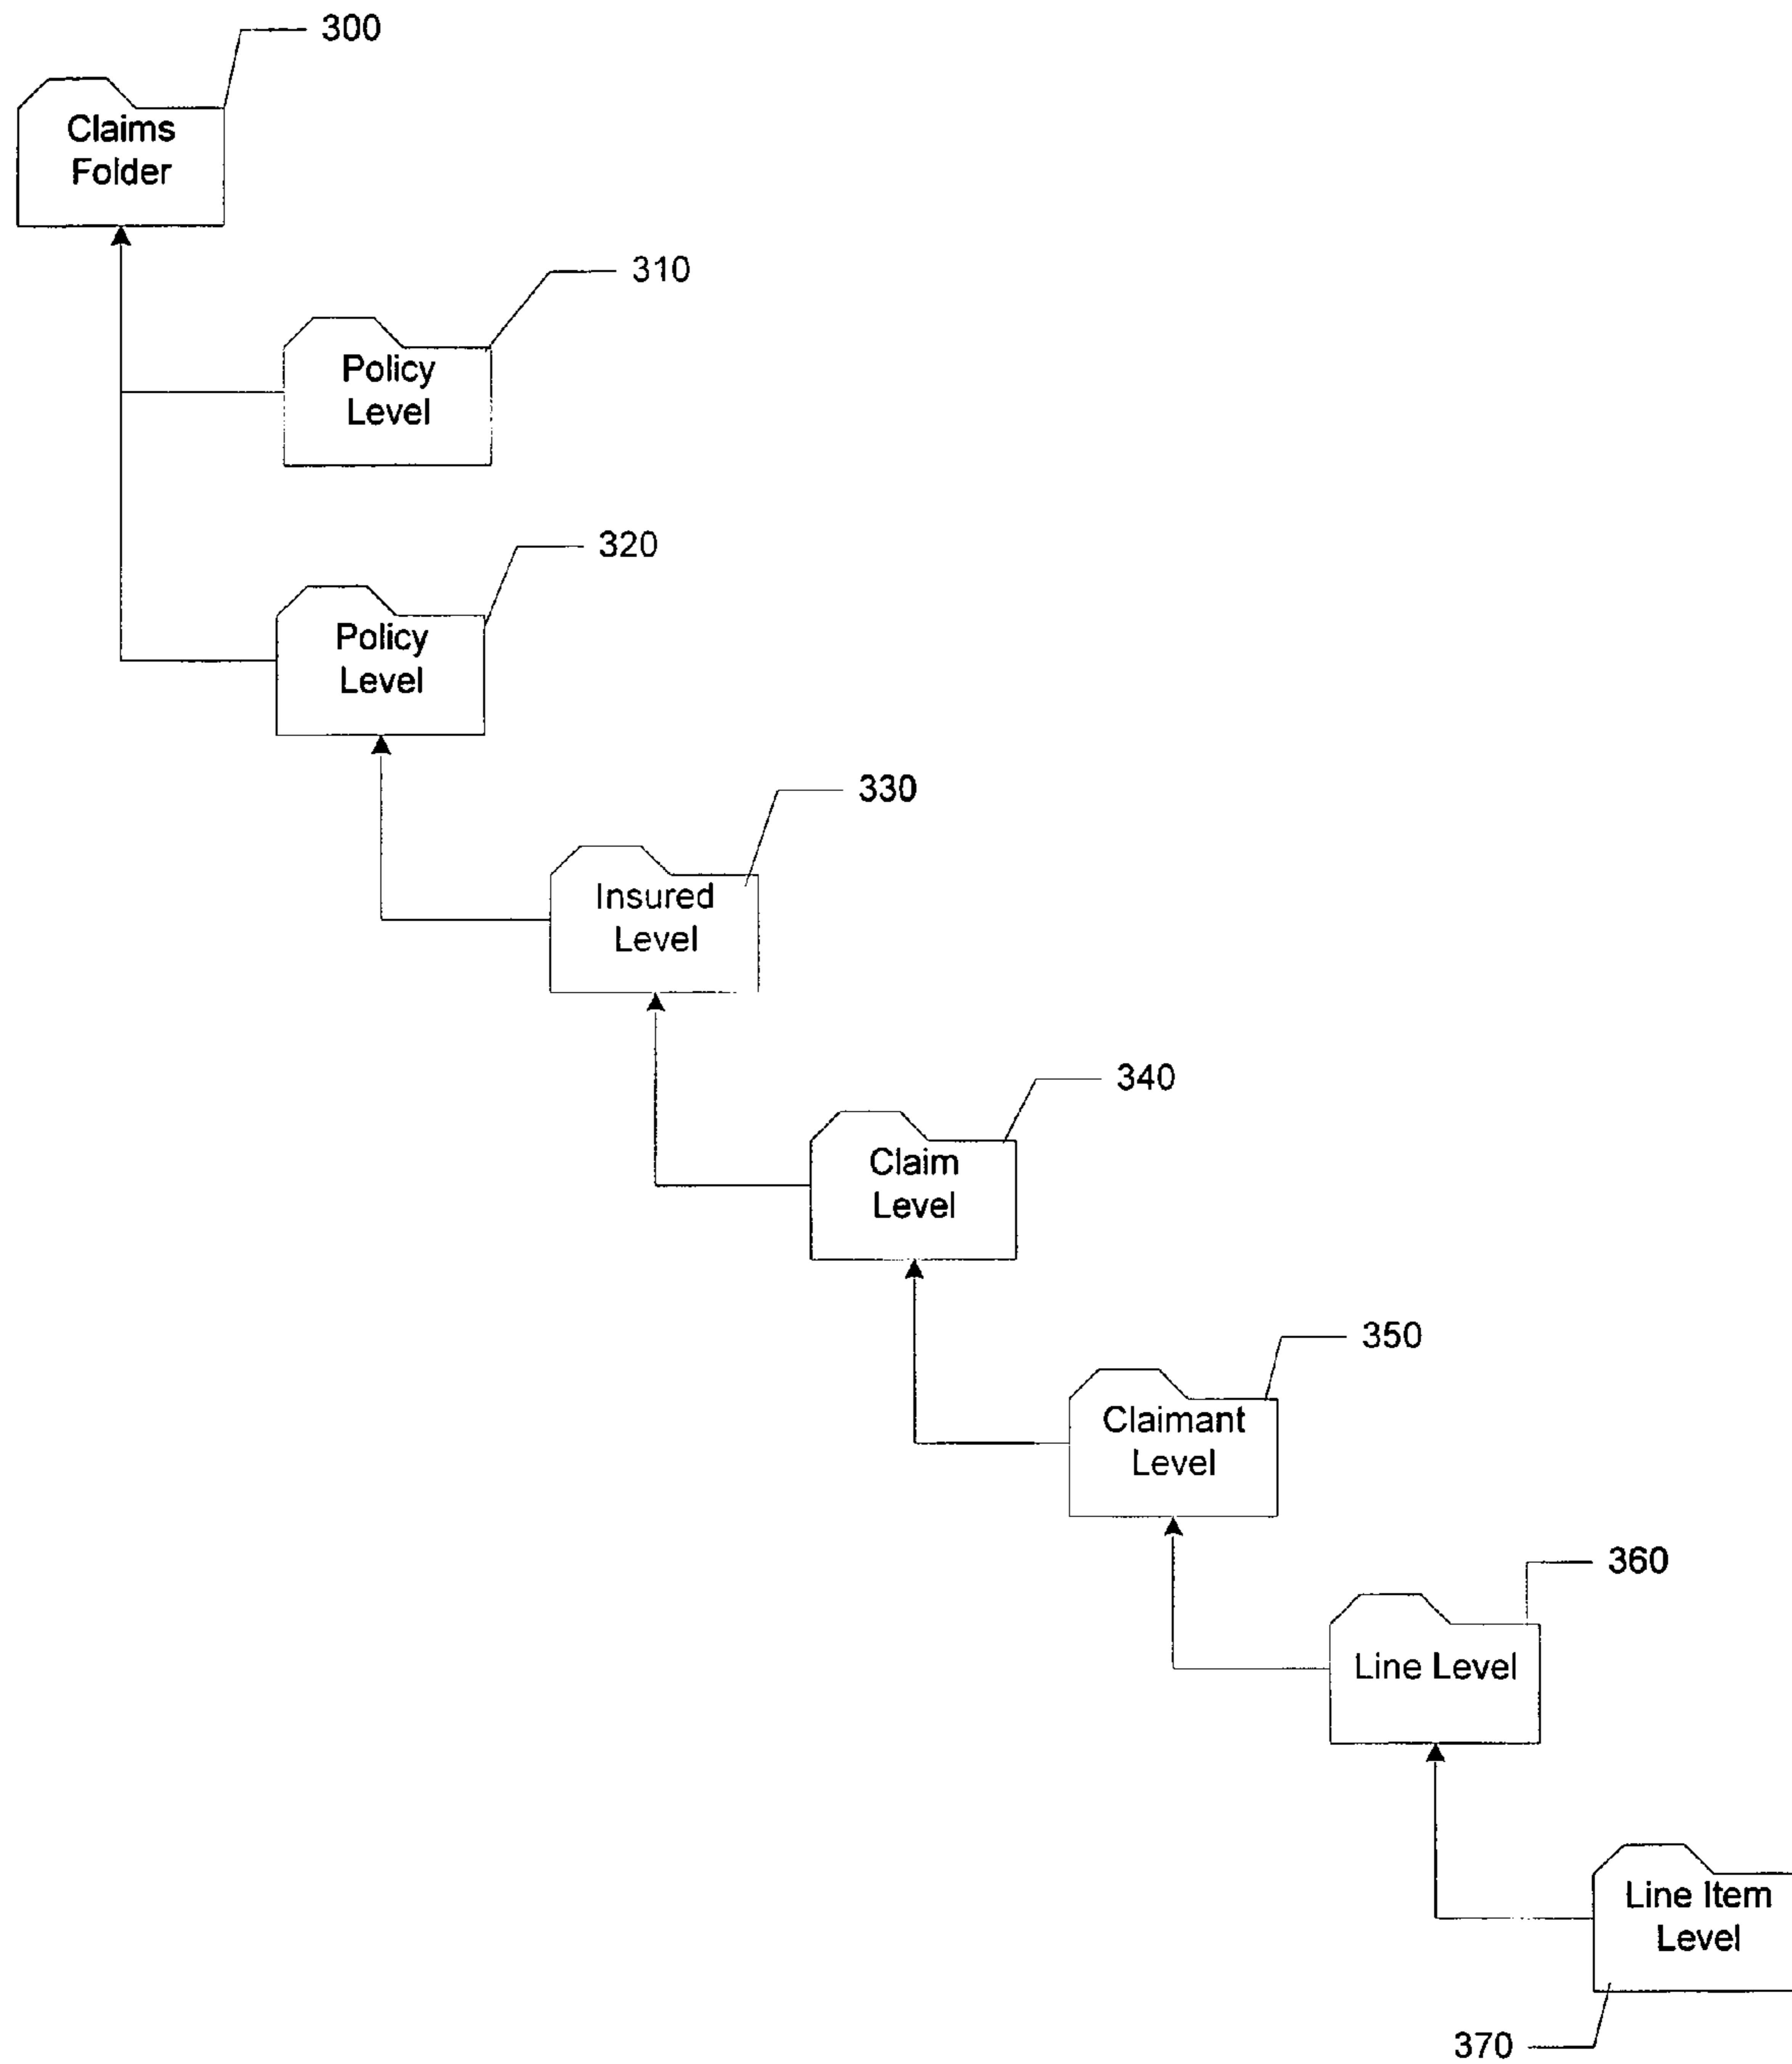 300
Claims
Folder
310
Policy
Level
320
Policy
Level
330
Insured
Level
340
Claim
Level
350
Claimant
Level
360
Line Level
Line Item
Level
370